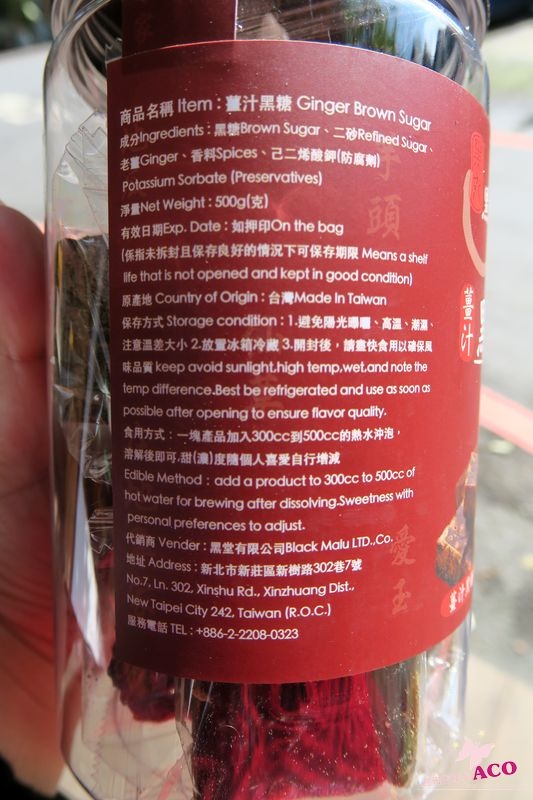 商品名稱 Item：薑汁黑糖 Ginger Brown Sugar
成分Ingredients：黑糖Brown Sugar、二砂Refined Sugar、
老薑Ginger、香料Spices、己二烯酸鉀(防腐劑)
Potassium Sorbate (Preservatives)
淨量Net Weight：500g(克)
有效日期Exp. Date：如押印On the bag
(係指未拆封且保存良好的情況下可保存期限 Means a shelf
life that is not opened and kept in good condition)
原產地 Country of Origin：台灣Made In Taiwan
保存方式 Storage condition：1.避免陽光曝曬、高溫、潮濕、
注意溫差大小 2.放置冰箱冷藏 3.開封後，請盡快食用以確保風
味品質 keep avoid sunlight.high temp,wet.and note the
temp difference.Best be refrigerated and use as soon as
possible after opening to ensure flavor quality.
食用方式：一塊產品加入300cc到500cc的熱水沖泡，
溶解後即可.甜(濃)度隨個人喜愛自行增減
Edible Method：add a product to 300cc to 500cc of
hot water for brewing after dissolving.Sweetness with
personal preferences to adjust.
代銷商 Vender：黑堂有限公司Black Malu LTD.,Co.
地址 Address：新北市新莊區新樹路302巷7號
No.7, Ln. 302, Xinshu Rd., Xinzhuang Dist.,
New Taipei City 242, Taiwan (R.O.C.)
服務電話 TEL：+886-2-2208-0323
芋頭
愛玉
薑汁
薑汁黑
ACO